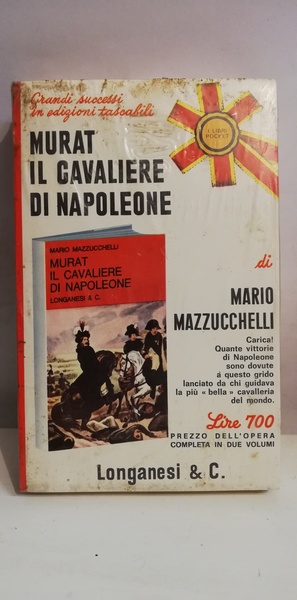 Grandi successi
in edizioni tascabili
I LIBRI
POCKET
MURAT
IL CAVALIERE
DI NAPOLEONE
MARIO MAZZUCCHELLI
MURAT
IL CAVALIERE
DI NAPOLEONE
LONGANESI & C.
di
MARIO
MAZZUCCHELLI
Carica!
Quante vittorie
di Napoleone
sono dovute
a questo grido
lanciato da chi guidava
la più « bella » cavalleria
del mondo.
Lire 700
PREZZO DELL'OPERA
COMPLETA IN DUE VOLUMI
Longanesi & C.